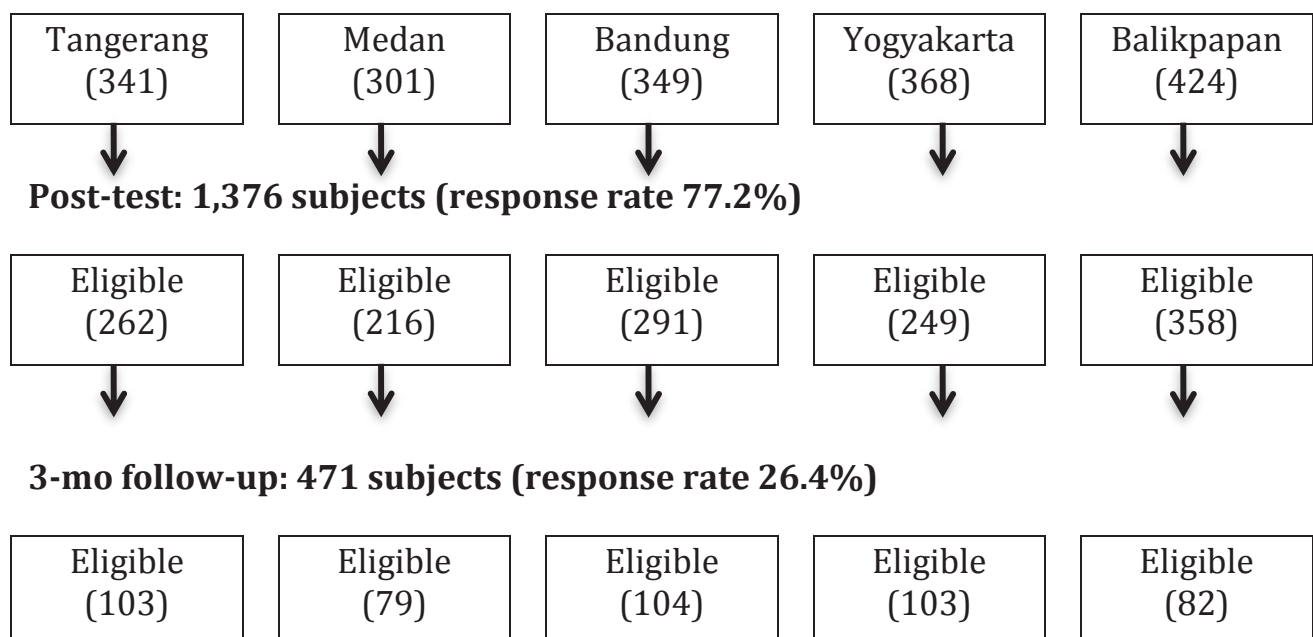 Tangerang
(341)
Medan
(301)
Bandung
(349)
Yogyakarta
(368)
Balikpapan
(424)
Post-test: 1,376 subjects (response rate 77.2%)
Eligible
(262)
Eligible
(216)
Eligible
(291)
Eligible
(249)
Eligible
(358)
3-mo follow-up: 471 subjects (response rate 26.4%)
Eligible
(103)
Eligible
(79)
Eligible
(104)
Eligible
(103)
Eligible
(82)